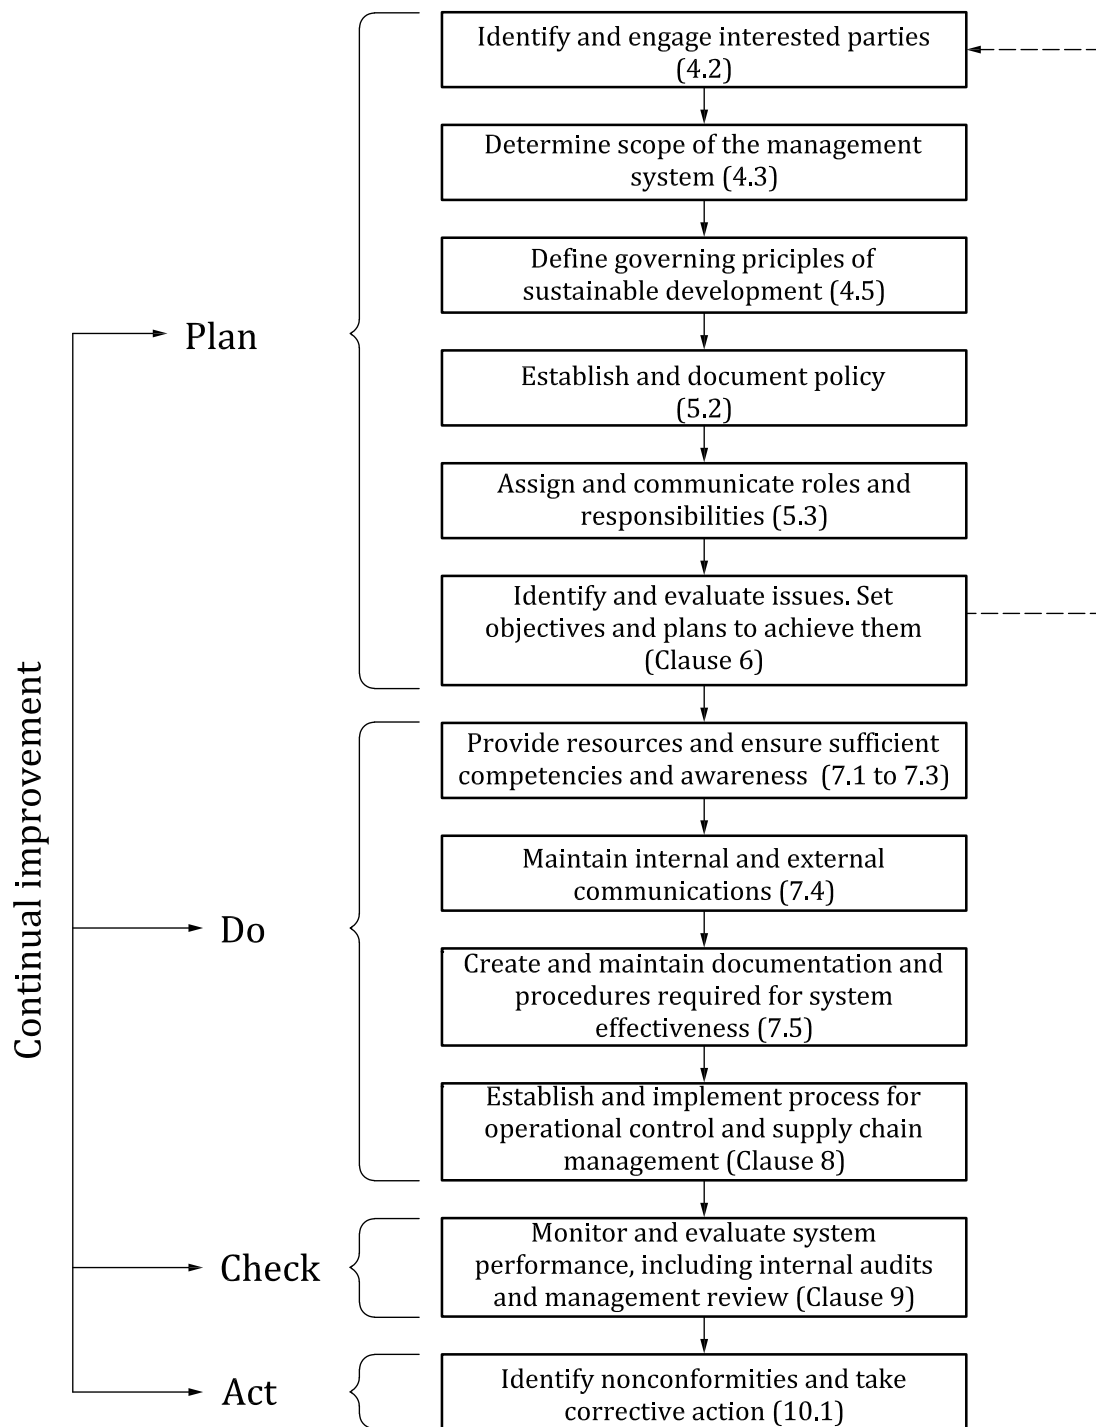 Identify and engage interested parties
(4.2)
Determine scope of the management
system (4.3)
Define governing priciples of
sustainable development (4.5)
Plan
Establish and document policy
(5.2)
Assign and communicate roles and
responsibilities (5.3)
Identify and evaluate issues. Set
objectives and plans to achieve them
(Clause 6)
Continual improvement
Provide resources and ensure sufficient
competencies and awareness (7.1 to 7.3)
Maintain internal and external
communications (7.4)
Do
Create and maintain documentation and
procedures required for system
effectiveness (7.5)
Establish and implement process for
operational control and supply chain
management (Clause 8)
Check
Monitor and evaluate system
performance, including internal audits
and management review (Clause 9)
Act
Identify nonconformities and take
corrective action (10.1)